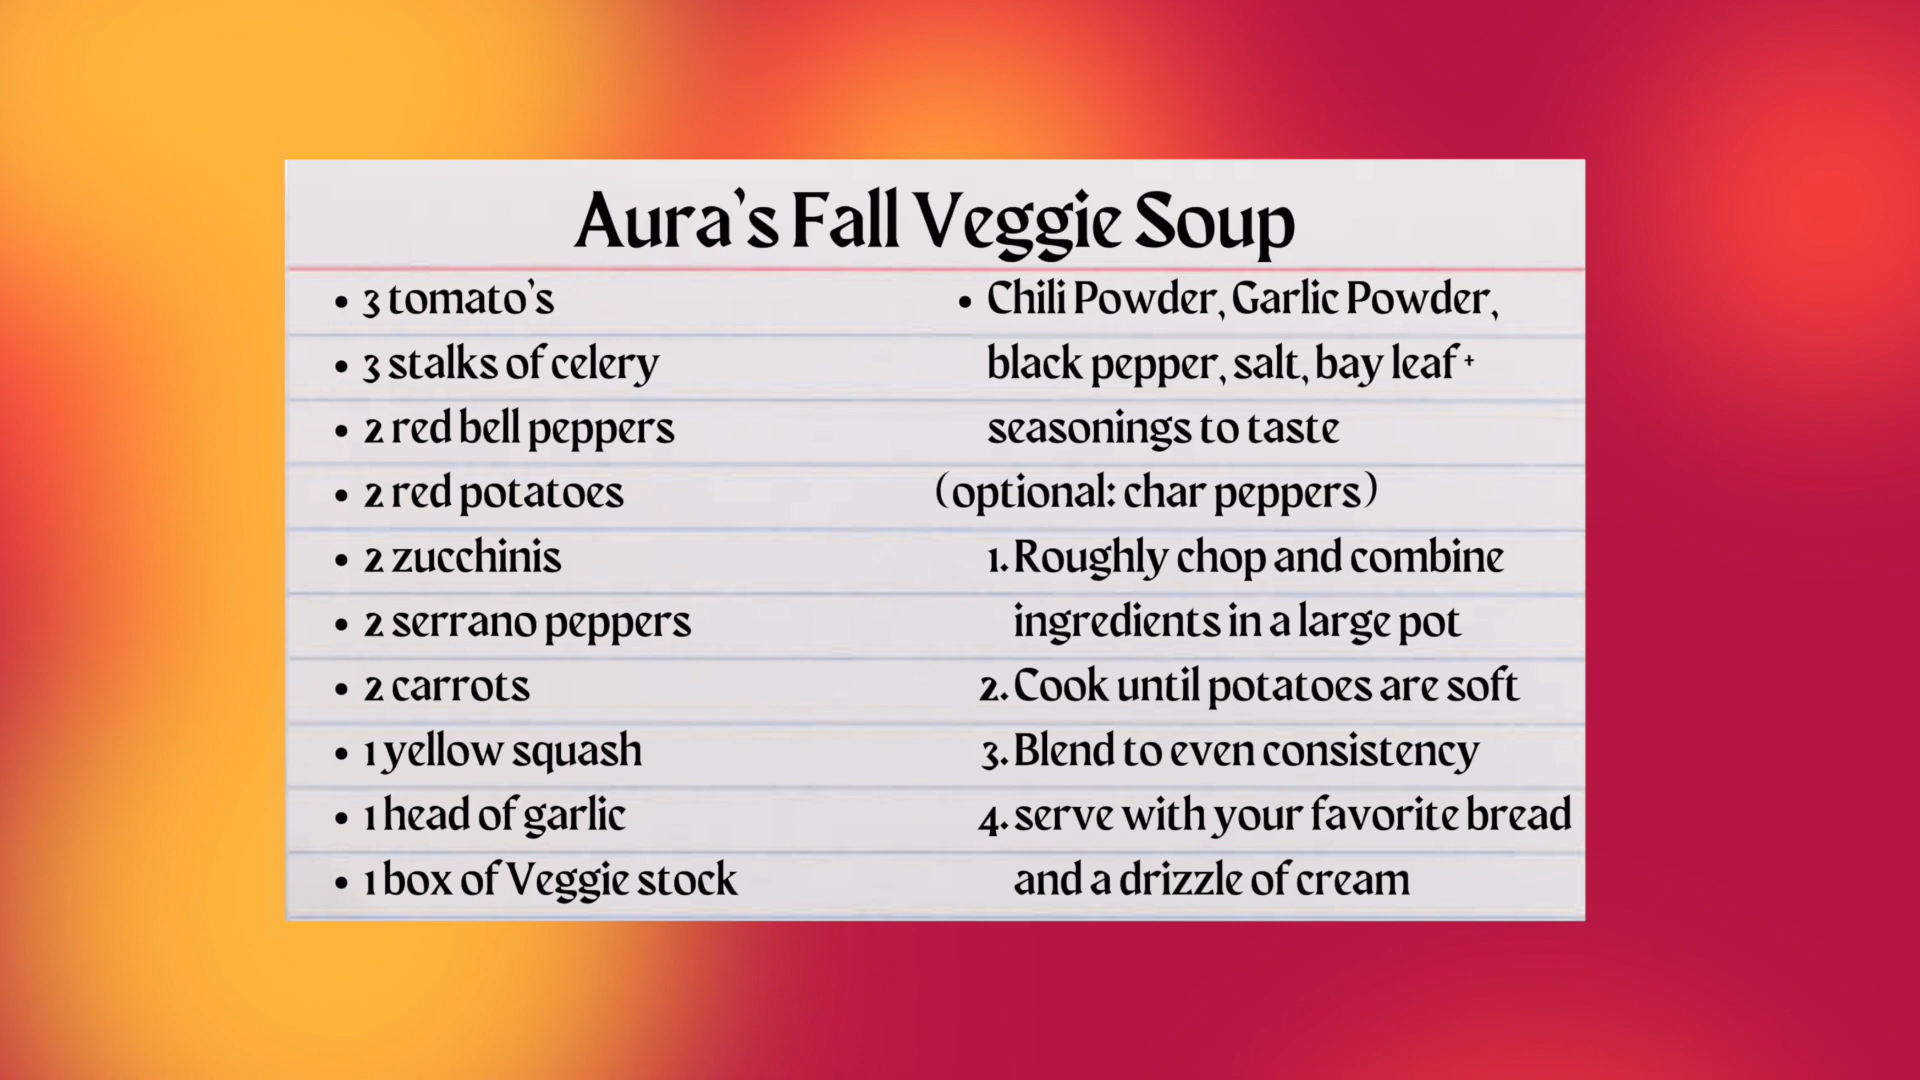 Aura's Fall Veggie Soup
• 3 tomato's
• 3 stalks of celery
• 2 red bell peppers
• 2 red potatoes
• 2 zucchinis
• 2 serrano peppers
• 2 carrots
• 1 yellow squash
• 1 head of garlic
• 1 box of Veggie stock
• Chili Powder, Garlic Powder,
black pepper, salt, bay leaf +
seasonings to taste
(optional: char peppers)
1. Roughly chop and combine
ingredients in a large pot
2. Cook until potatoes are soft
3. Blend to even consistency
4. serve with your favorite bread
and a drizzle of cream